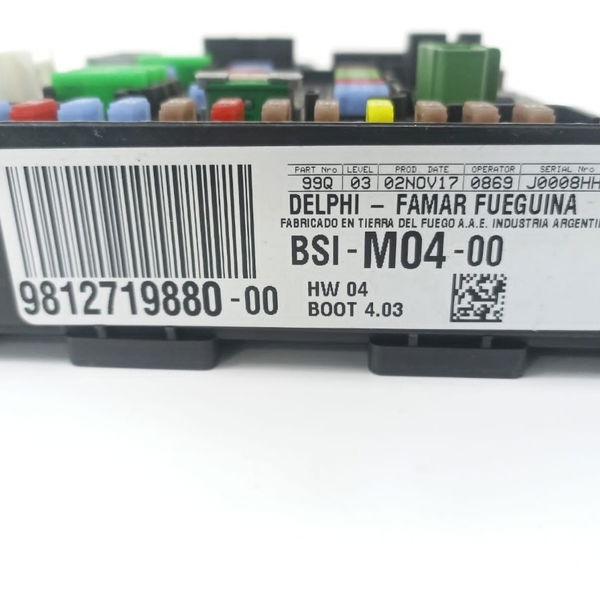 PART Nro LEVEL PROD DATE OPERATOR SERIAL Nro
99Q 03 02NOV17 0869 J0008HH
DELPHI - FAMAR FUEGUINA
FABRICADO EN TIERRA DEL FUEGO A.A.E. INDUSTRIA ARGENTI
BSI-M04-00
9812719880-00
HW 04
BOOT 4.03